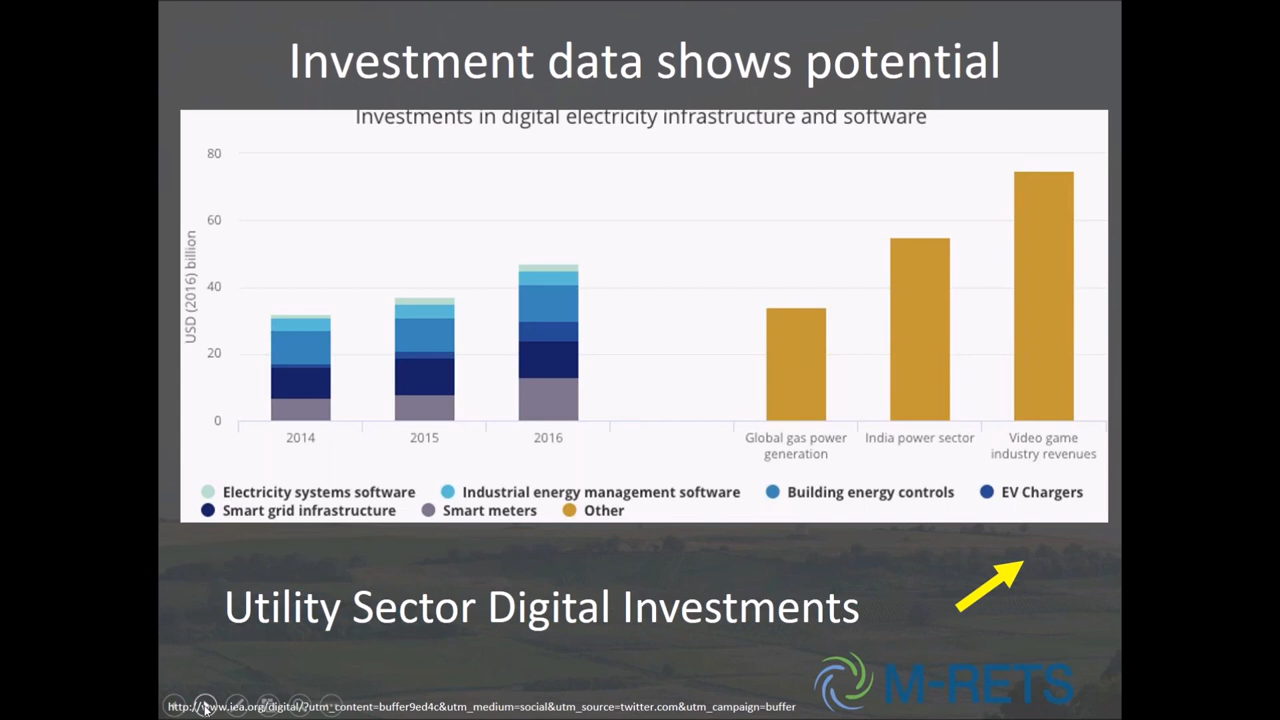 Investment data shows potential
Investments in digital electricity infrastructure and software
USD (2016) billion
80
60
40
20
0
2014 2015 2016 Global gas power generation India power sector Video game industry revenues
Electricity systems software Industrial energy management software Building energy controls EV Chargers
Smart grid infrastructure Smart meters Other
Utility Sector Digital Investments
M-RETS
http://www.iea.org/digital/?utm_content=buffer9ed4c&utm_medium=social&utm_source=twitter.com&utm_campaign=buffer